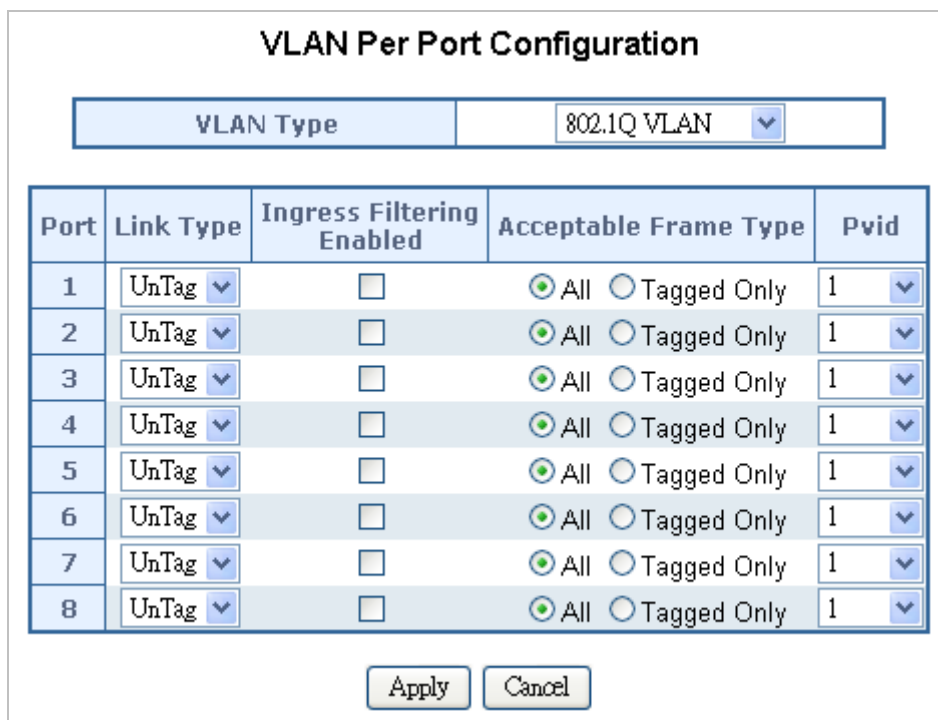 VLAN Per Port Configuration
VLAN Type 802.1Q VLAN
Port Link Type Ingress Filtering Enabled Acceptable Frame Type Pvid
1 UnTag All Tagged Only 1
2 UnTag All Tagged Only 1
3 UnTag All Tagged Only 1
4 UnTag All Tagged Only 1
5 UnTag All Tagged Only 1
6 UnTag All Tagged Only 1
7 UnTag All Tagged Only 1
8 UnTag All Tagged Only 1
Apply Cancel